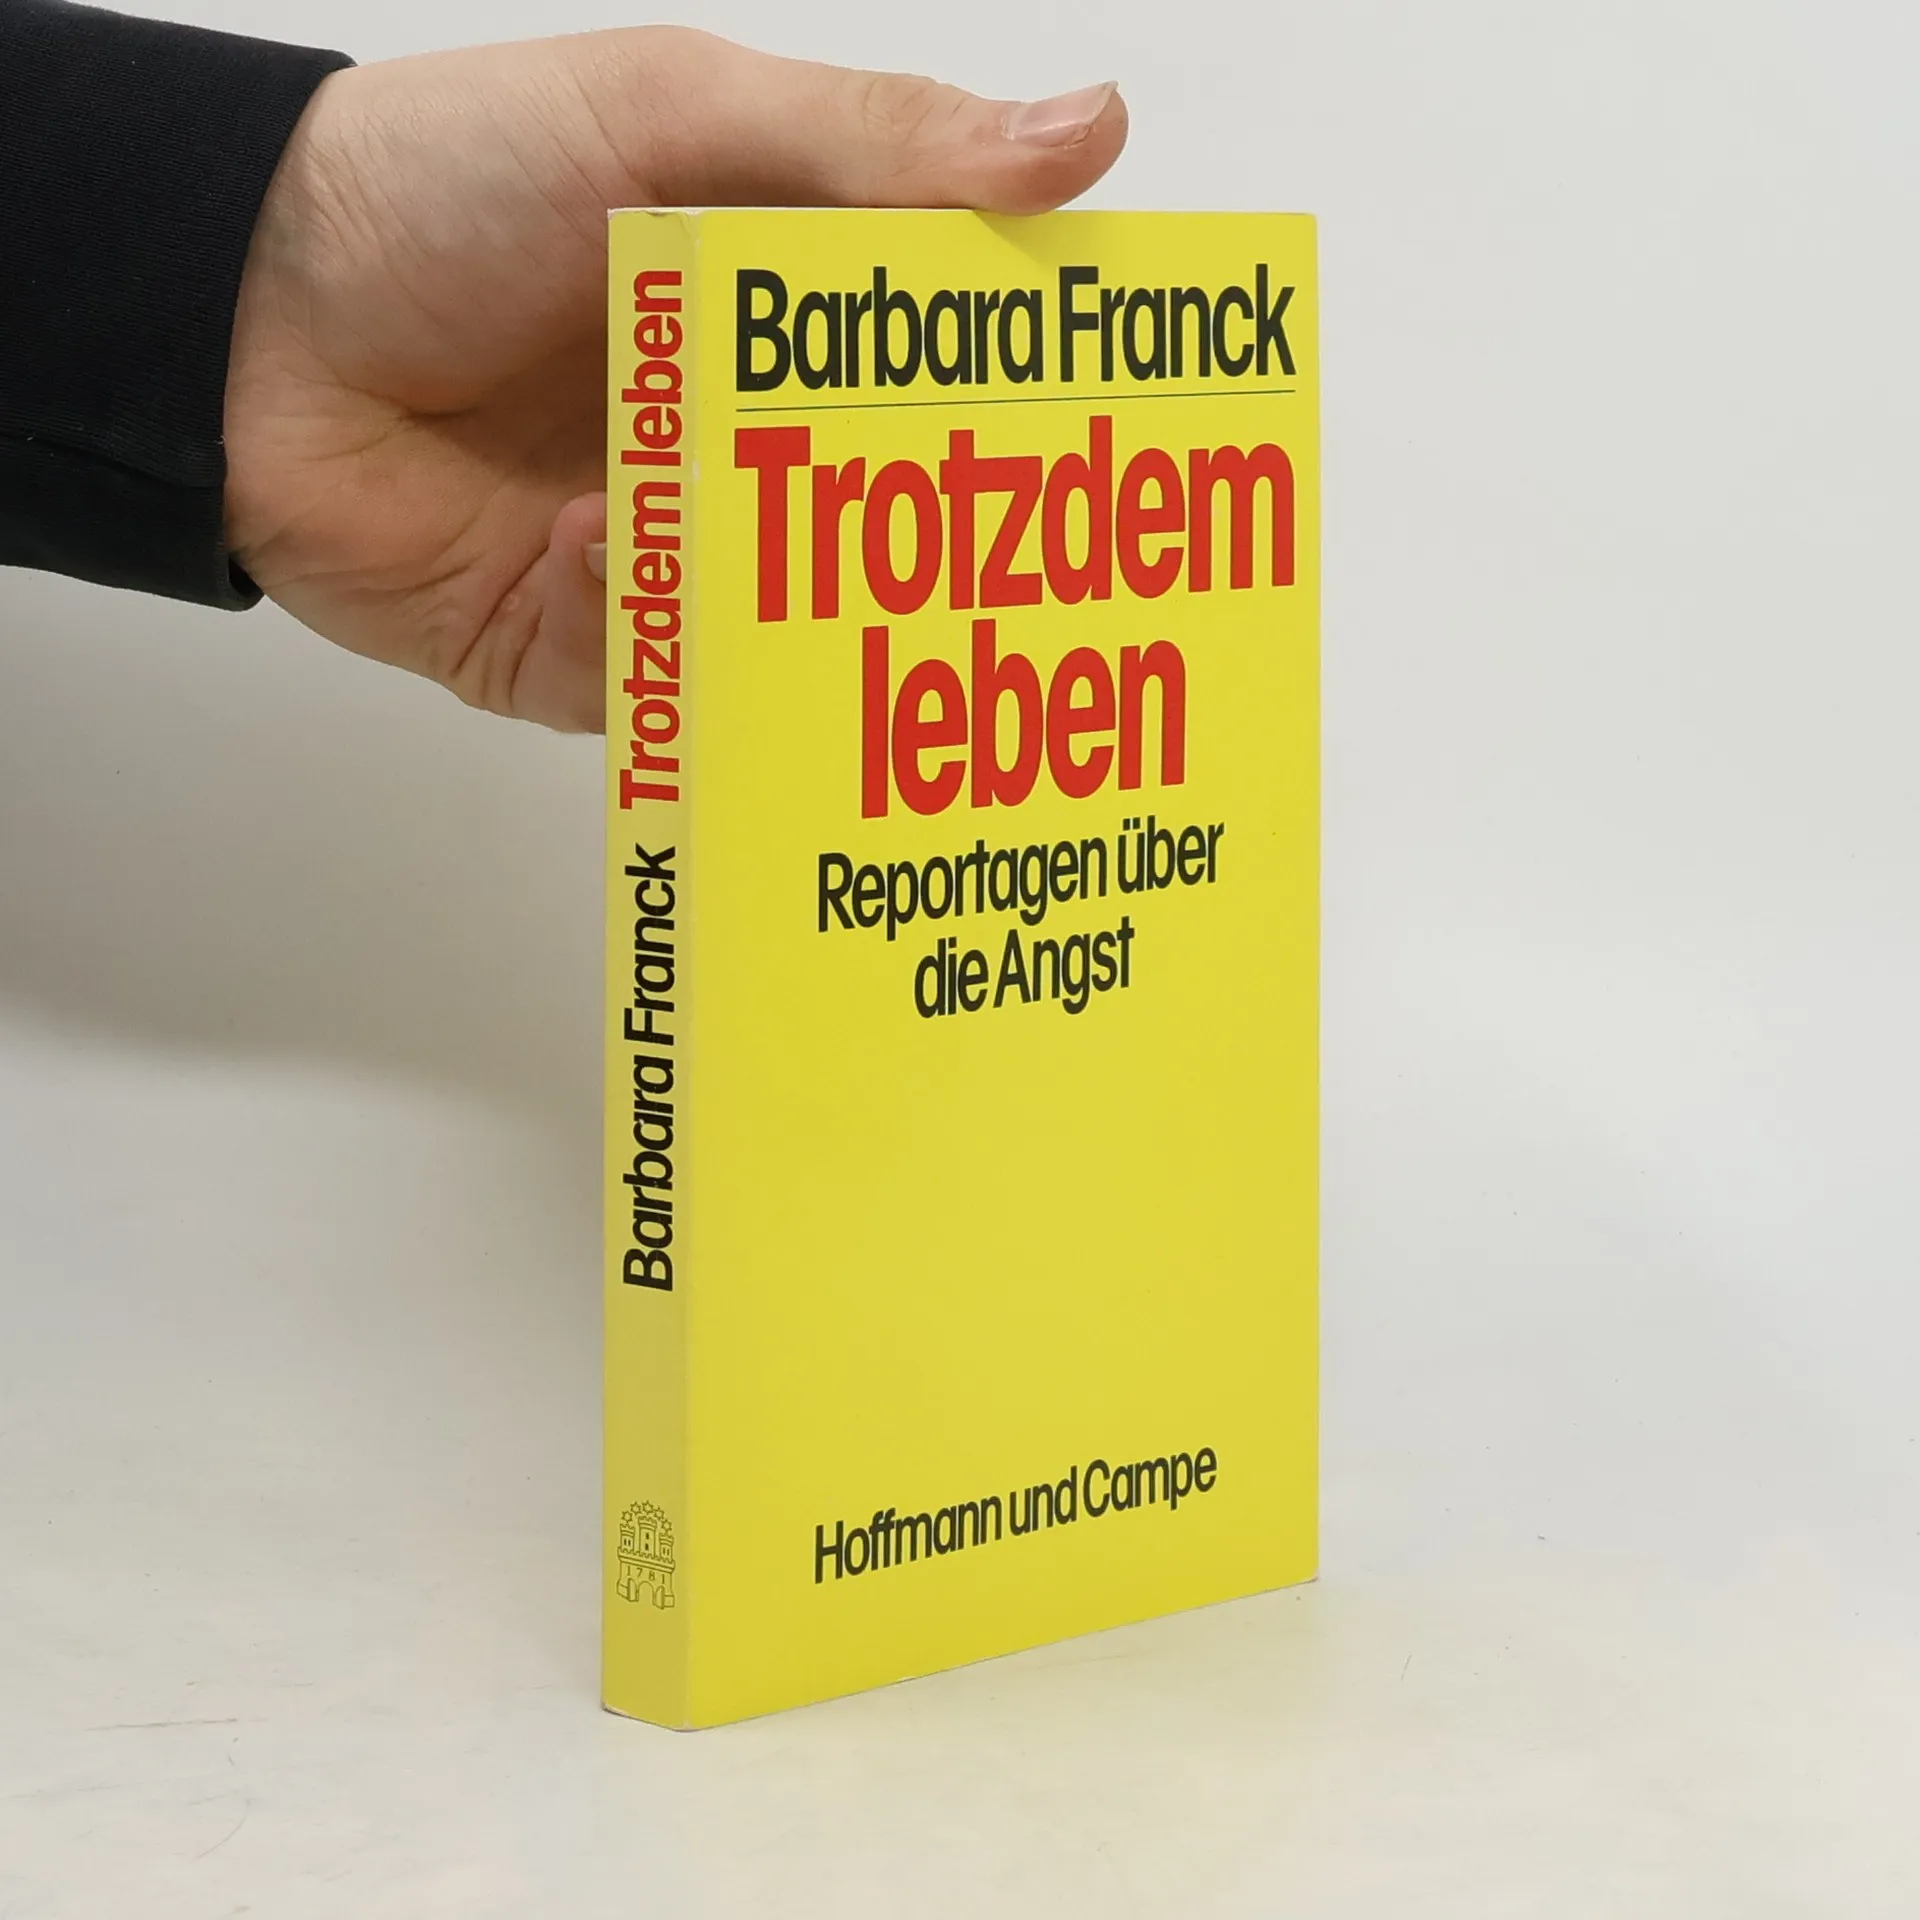 Barbara Franck
Trotzdem
leben
Reportagen über
die Angst
Hoffmann und Campe
Barbara Franck Trotzdem leben
1781